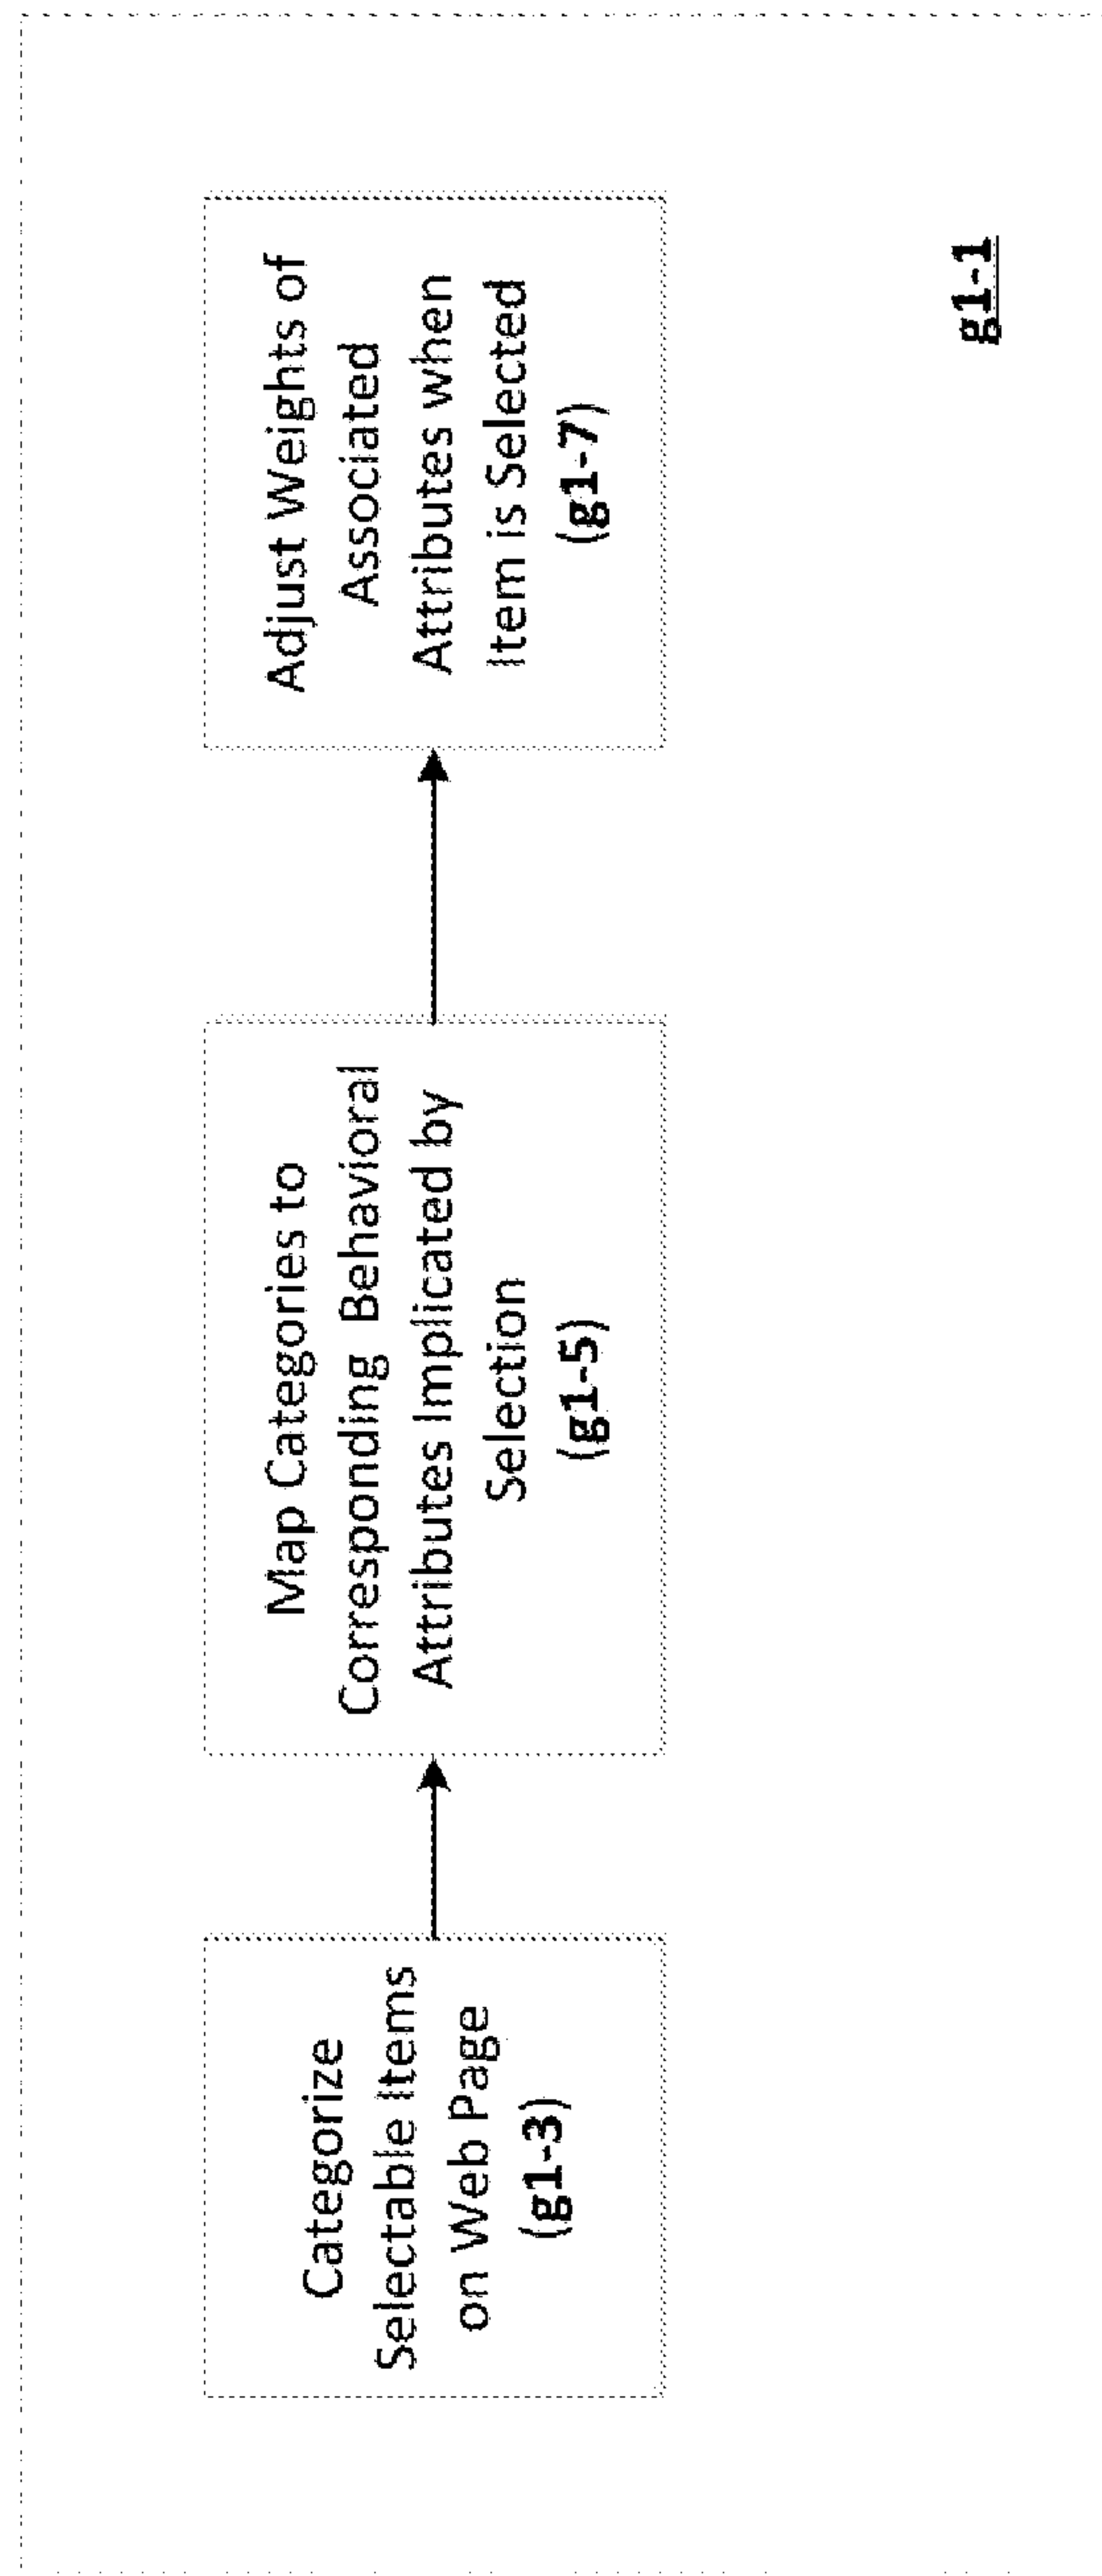 Categorize
Selectable Items
on Web Page
(g1-3)
Map Categories to
Corresponding Behavioral
Attributes Implicated by
Selection
(g1-5)
Adjust Weights of
Associated
Attributes when
Item is Selected
(g1-7)
g1-1